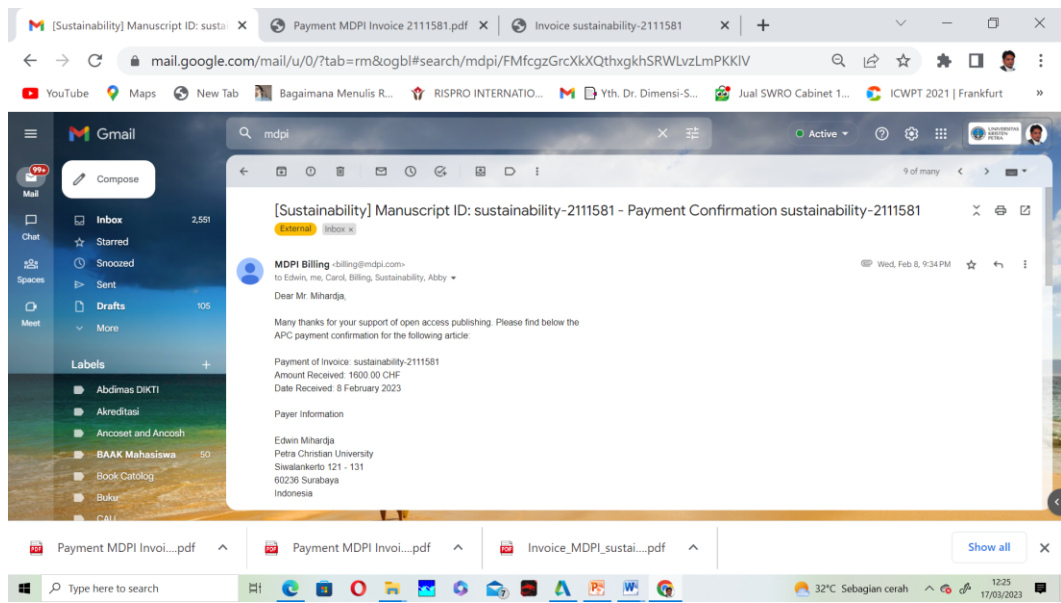 [Sustainability] Manuscript ID: sustai
Payment MDPI Invoice 2111581.pdf
Invoice sustainability-2111581
mail.google.com/mail/u/0/?tab=rm&ogbl#search/mdpi/FMfcgzGrcXkXQthxgkhSRWLvzLmPKKlV
YouTube
Maps
New Tab
Bagaimana Menulis R...
RISPRO INTERNATIO...
Yth. Dr. Dimensi-S...
Jual SWRO Cabinet 1...
ICWPT 2021 | Frankfurt
»
Gmail
mdpi
Active
UNIVERSITAS KRISTEN PETRA
99+
Mail
Compose
9 of many
Chat
Spaces
Meet
Inbox 2,551
Starred
Snoozed
Sent
Drafts 105
More
Labels +
Abdimas DIKTI
Akreditasi
Ancoset and Ancosh
BAAK Mahasiswa 50
Book Catolog
Buku
CALL
[Sustainability] Manuscript ID: sustainability-2111581 - Payment Confirmation sustainability-2111581
External Inbox x
MDPI Billing <billing@mdpi.com>
Wed, Feb 8, 9:34 PM
to Edwin, me, Carol, Billing, Sustainability, Abby
Dear Mr. Mihardja,
Many thanks for your support of open access publishing. Please find below the
APC payment confirmation for the following article:
Payment of Invoice: sustainability-2111581
Amount Received: 1600.00 CHF
Date Received: 8 February 2023
Payer Information
Edwin Mihardja
Petra Christian University
Siwalankerto 121 - 131
60236 Surabaya
Indonesia
Payment MDPI Invoi....pdf
Payment MDPI Invoi....pdf
Invoice_MDPI_sustai....pdf
Show all
Type here to search
32°C Sebagian cerah
12:25
17/03/2023